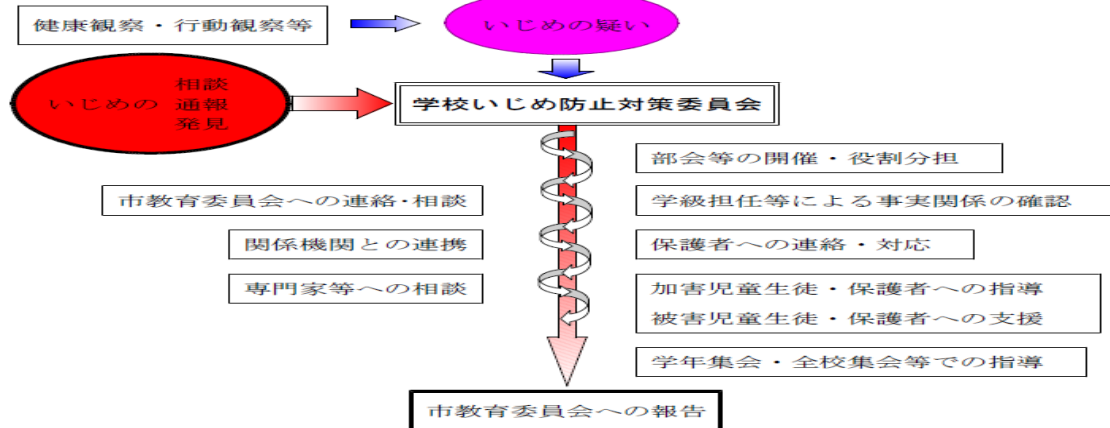 健康観察・行動観察等
いじめの疑い
相談
いじめの 通報
発見
学校いじめ防止対策委員会
部会等の開催・役割分担
市教育委員会への連絡・相談
学級担任等による事実関係の確認
関係機関との連携
保護者への連絡・対応
専門家等への相談
加害児童生徒・保護者への指導
被害児童生徒・保護者への支援
学年集会・全校集会等での指導
市教育委員会への報告